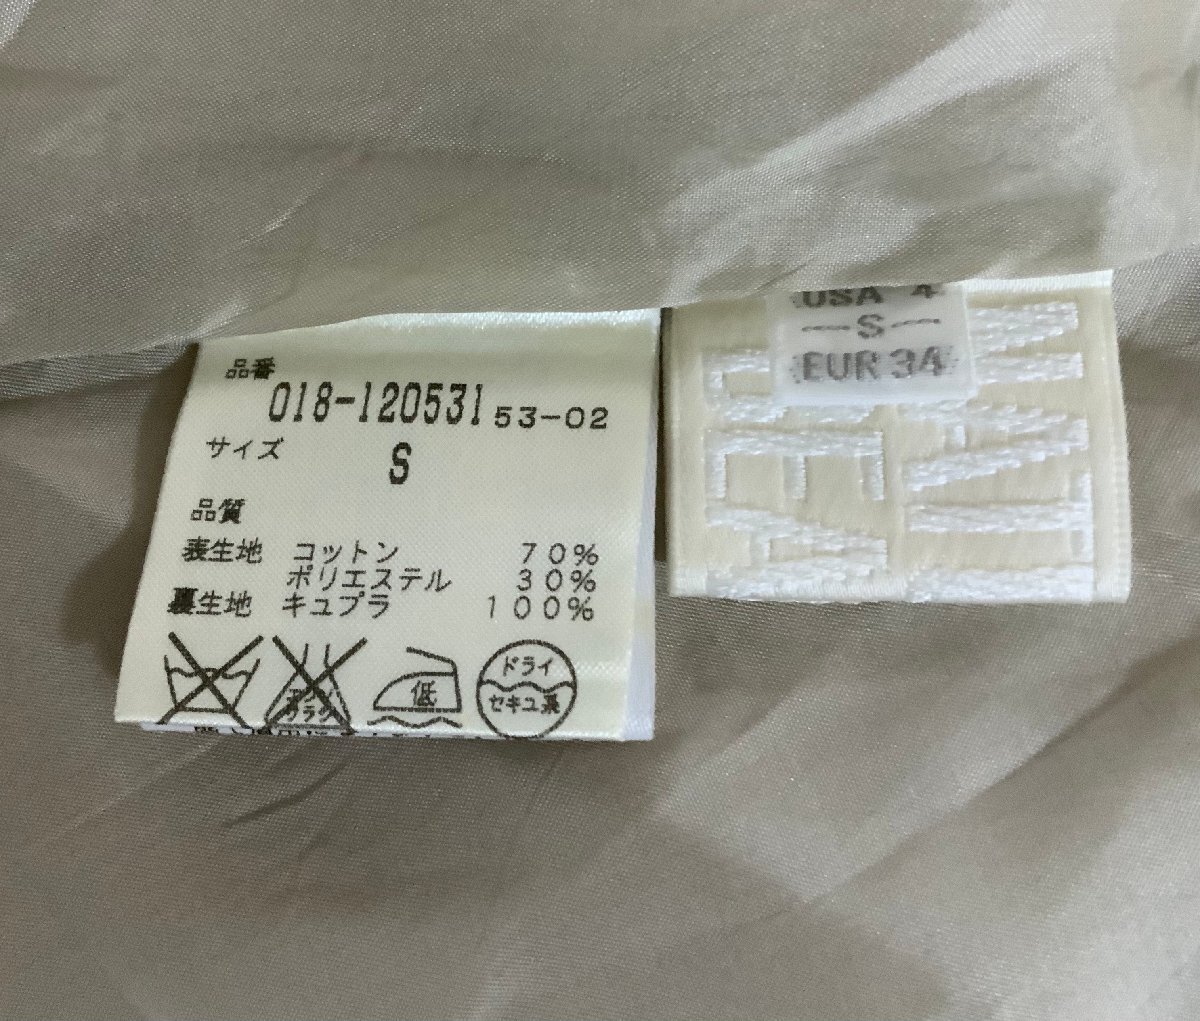 品番
018-120531 53-02
サイズ
S
品質
表生地 コットン 70%
ポリエステル 30%
裏生地 キュプラ 100%
低
ドライ
セキユ系
USA 4
S
EUR 34